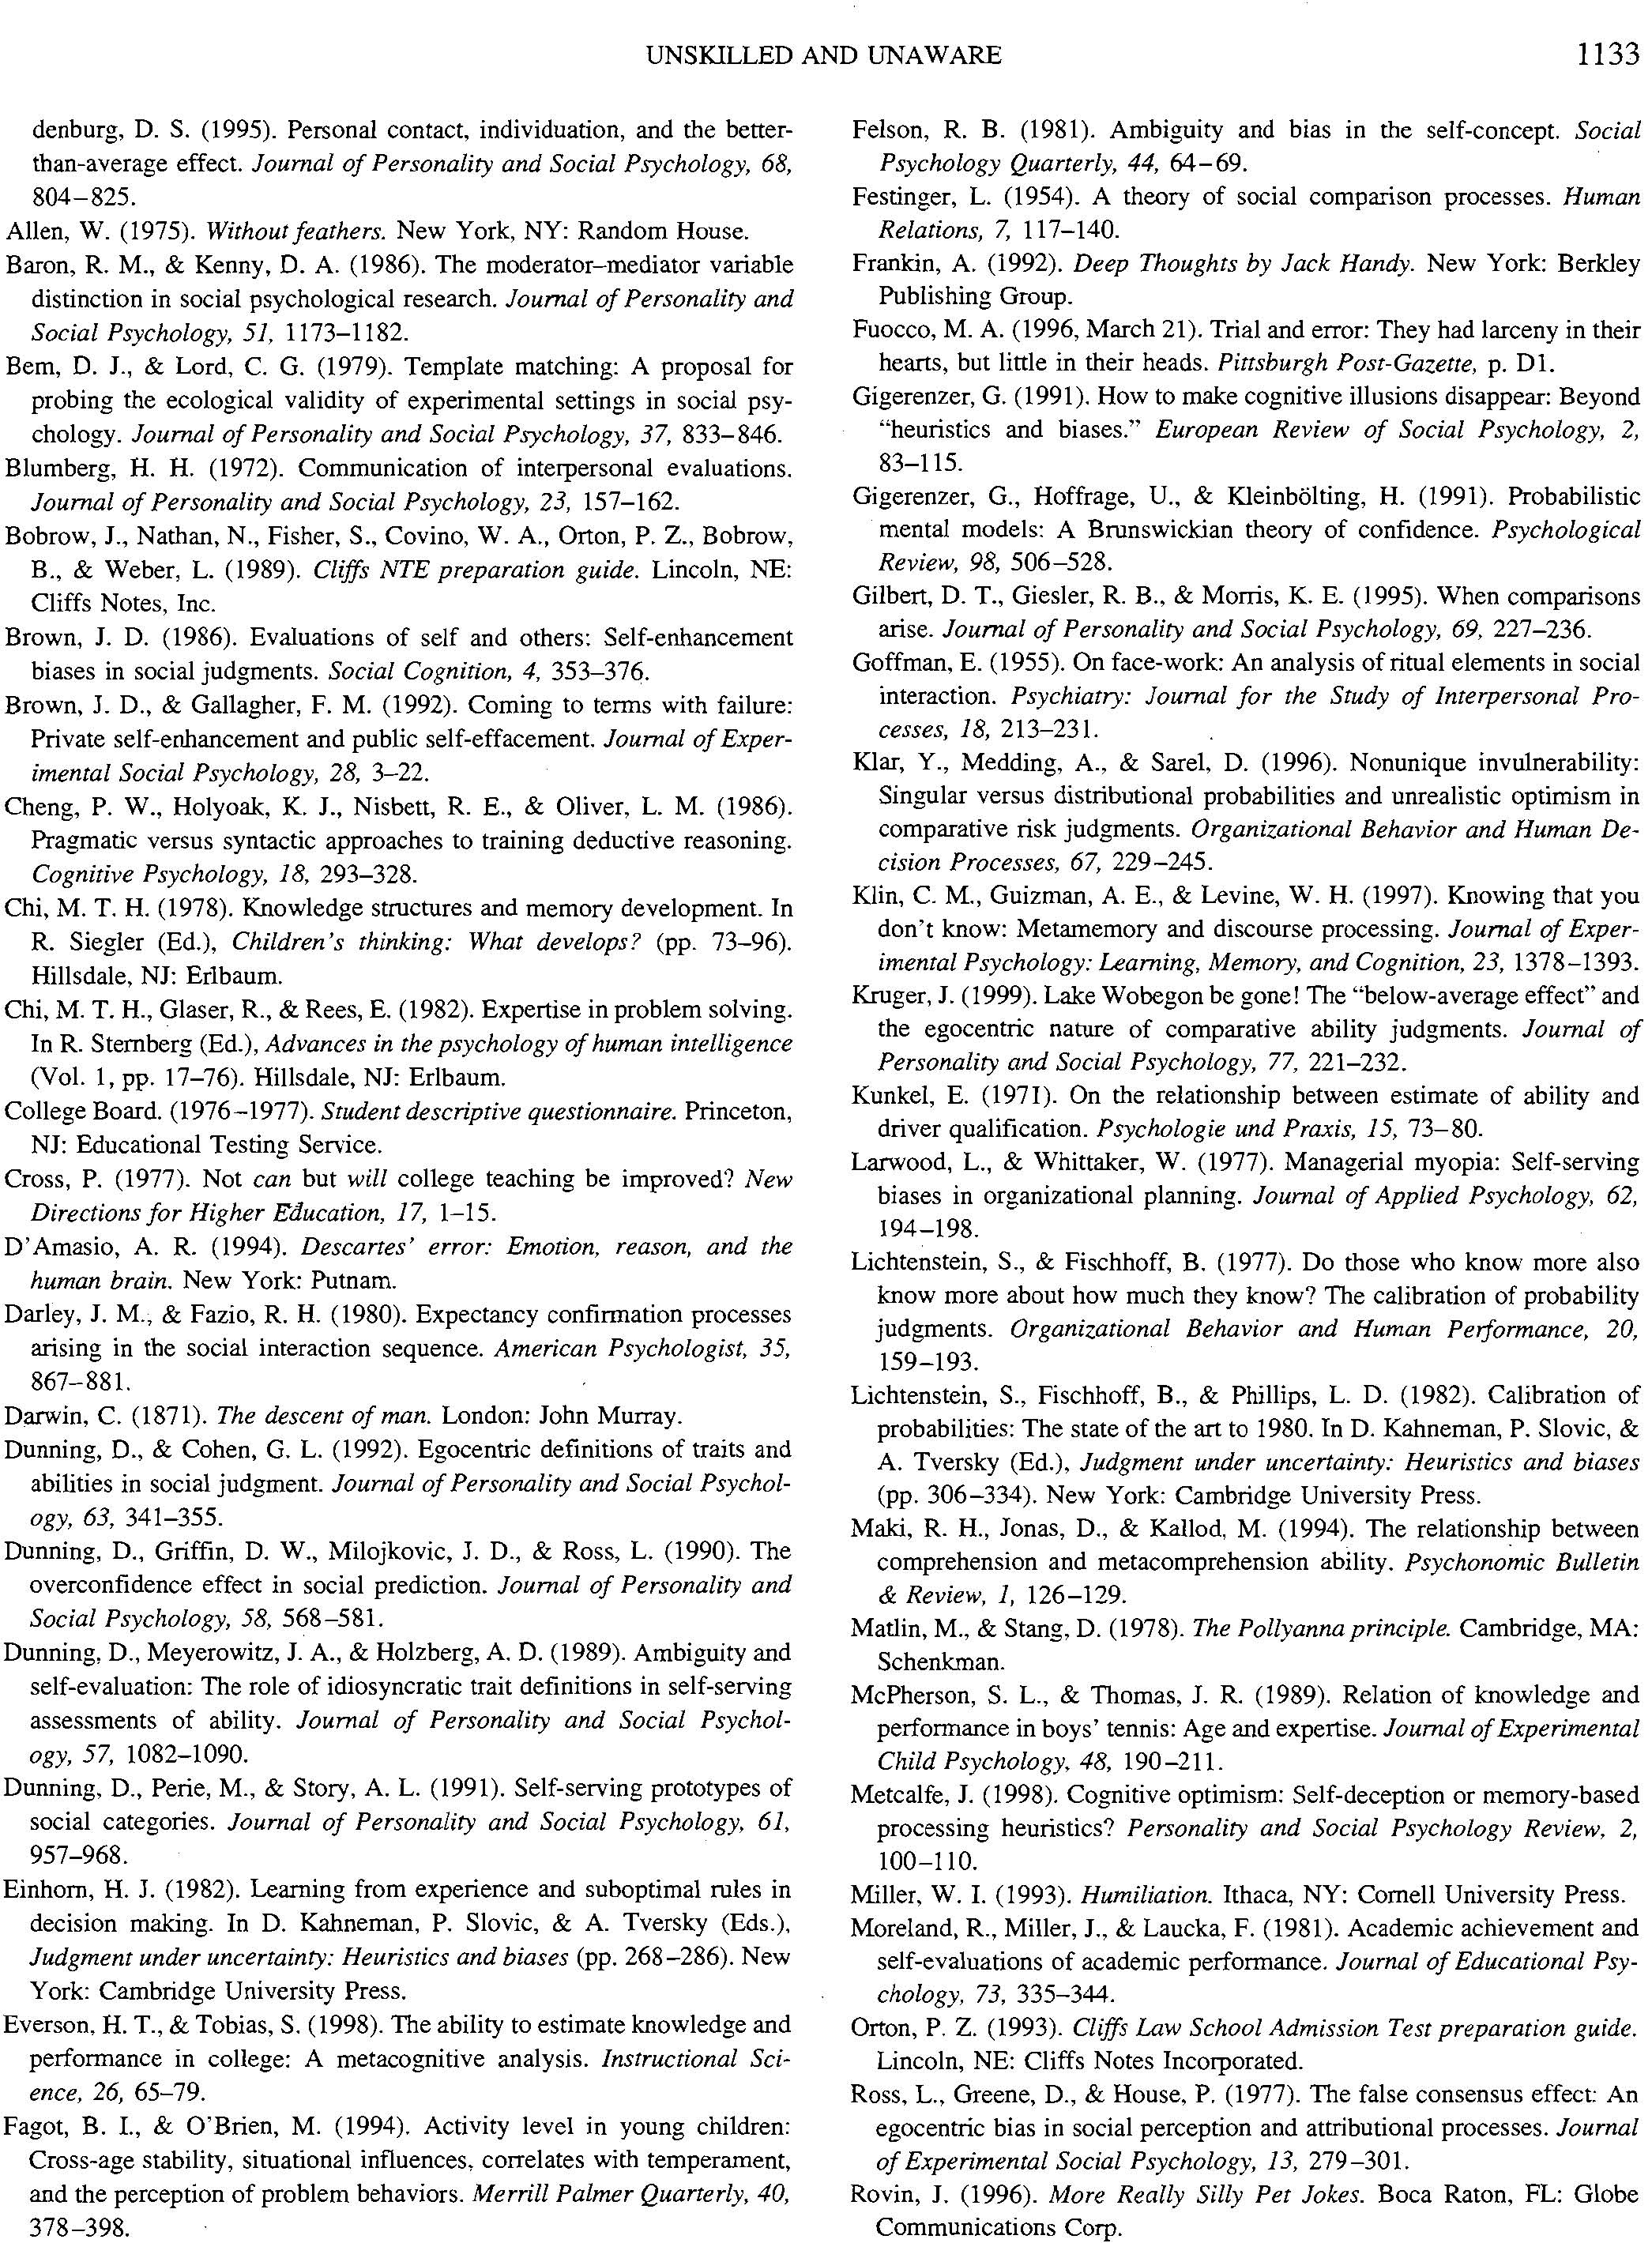 UNSKILLED AND UNAWARE
1133
denburg, D. S. (1995). Personal contact, individuation, and the better-
than-average effect. Journal of Personality and Social Psychology, 68,
804–825.
Allen, W. (1975). Without feathers. New York, NY: Random House.
Baron, R. M., & Kenny, D. A. (1986). The moderator–mediator variable
distinction in social psychological research. Journal of Personality and
Social Psychology, 51, 1173–1182.
Bem, D. J., & Lord, C. G. (1979). Template matching: A proposal for
probing the ecological validity of experimental settings in social psy-
chology. Journal of Personality and Social Psychology, 37, 833–846.
Blumberg, H. H. (1972). Communication of interpersonal evaluations.
Journal of Personality and Social Psychology, 23, 157–162.
Bobrow, J., Nathan, N., Fisher, S., Covino, W. A., Orton, P. Z., Bobrow,
B., & Weber, L. (1989). Cliffs NTE preparation guide. Lincoln, NE:
Cliffs Notes, Inc.
Brown, J. D. (1986). Evaluations of self and others: Self-enhancement
biases in social judgments. Social Cognition, 4, 353–376.
Brown, J. D., & Gallagher, F. M. (1992). Coming to terms with failure:
Private self-enhancement and public self-effacement. Journal of Exper-
imental Social Psychology, 28, 3–22.
Cheng, P. W., Holyoak, K. J., Nisbett, R. E., & Oliver, L. M. (1986).
Pragmatic versus syntactic approaches to training deductive reasoning.
Cognitive Psychology, 18, 293–328.
Chi, M. T. H. (1978). Knowledge structures and memory development. In
R. Siegler (Ed.), Children's thinking: What develops? (pp. 73–96).
Hillsdale, NJ: Erlbaum.
Chi, M. T. H., Glaser, R., & Rees, E. (1982). Expertise in problem solving.
In R. Sternberg (Ed.), Advances in the psychology of human intelligence
(Vol. 1, pp. 17–76). Hillsdale, NJ: Erlbaum.
College Board. (1976–1977). Student descriptive questionnaire. Princeton,
NJ: Educational Testing Service.
Cross, P. (1977). Not can but will college teaching be improved? New
Directions for Higher Education, 17, 1–15.
D'Amasio, A. R. (1994). Descartes' error: Emotion, reason, and the
human brain. New York: Putnam.
Darley, J. M., & Fazio, R. H. (1980). Expectancy confirmation processes
arising in the social interaction sequence. American Psychologist, 35,
867–881.
Darwin, C. (1871). The descent of man. London: John Murray.
Dunning, D., & Cohen, G. L. (1992). Egocentric definitions of traits and
abilities in social judgment. Journal of Personality and Social Psychol-
ogy, 63, 341–355.
Dunning, D., Griffin, D. W., Milojkovic, J. D., & Ross, L. (1990). The
overconfidence effect in social prediction. Journal of Personality and
Social Psychology, 58, 568–581.
Dunning, D., Meyerowitz, J. A., & Holzberg, A. D. (1989). Ambiguity and
self-evaluation: The role of idiosyncratic trait definitions in self-serving
assessments of ability. Journal of Personality and Social Psychol-
ogy, 57, 1082–1090.
Dunning, D., Perie, M., & Story, A. L. (1991). Self-serving prototypes of
social categories. Journal of Personality and Social Psychology, 61,
957–968.
Einhorn, H. J. (1982). Learning from experience and suboptimal rules in
decision making. In D. Kahneman, P. Slovic, & A. Tversky (Eds.),
Judgment under uncertainty: Heuristics and biases (pp. 268–286). New
York: Cambridge University Press.
Everson, H. T., & Tobias, S. (1998). The ability to estimate knowledge and
performance in college: A metacognitive analysis. Instructional Sci-
ence, 26, 65–79.
Fagot, B. I., & O'Brien, M. (1994). Activity level in young children:
Cross-age stability, situational influences, correlates with temperament,
and the perception of problem behaviors. Merrill Palmer Quarterly, 40,
378–398.
Felson, R. B. (1981). Ambiguity and bias in the self-concept. Social
Psychology Quarterly, 44, 64–69.
Festinger, L. (1954). A theory of social comparison processes. Human
Relations, 7, 117–140.
Frankin, A. (1992). Deep Thoughts by Jack Handy. New York: Berkley
Publishing Group.
Fuocco, M. A. (1996, March 21). Trial and error: They had larceny in their
hearts, but little in their heads. Pittsburgh Post-Gazette, p. D1.
Gigerenzer, G. (1991). How to make cognitive illusions disappear: Beyond
"heuristics and biases." European Review of Social Psychology, 2,
83–115.
Gigerenzer, G., Hoffrage, U., & Kleinbölting, H. (1991). Probabilistic
mental models: A Brunswickian theory of confidence. Psychological
Review, 98, 506–528.
Gilbert, D. T., Giesler, R. B., & Morris, K. E. (1995). When comparisons
arise. Journal of Personality and Social Psychology, 69, 227–236.
Goffman, E. (1955). On face-work: An analysis of ritual elements in social
interaction. Psychiatry: Journal for the Study of Interpersonal Pro-
cesses, 18, 213–231.
Klar, Y., Medding, A., & Sarel, D. (1996). Nonunique invulnerability:
Singular versus distributional probabilities and unrealistic optimism in
comparative risk judgments. Organizational Behavior and Human De-
cision Processes, 67, 229–245.
Klin, C. M., Guizman, A. E., & Levine, W. H. (1997). Knowing that you
don't know: Metamemory and discourse processing. Journal of Exper-
imental Psychology: Learning, Memory, and Cognition, 23, 1378–1393.
Kruger, J. (1999). Lake Wobegon be gone! The "below-average effect" and
the egocentric nature of comparative ability judgments. Journal of
Personality and Social Psychology, 77, 221–232.
Kunkel, E. (1971). On the relationship between estimate of ability and
driver qualification. Psychologie und Praxis, 15, 73–80.
Larwood, L., & Whittaker, W. (1977). Managerial myopia: Self-serving
biases in organizational planning. Journal of Applied Psychology, 62,
194–198.
Lichtenstein, S., & Fischhoff, B. (1977). Do those who know more also
know more about how much they know? The calibration of probability
judgments. Organizational Behavior and Human Performance, 20,
159–193.
Lichtenstein, S., Fischhoff, B., & Phillips, L. D. (1982). Calibration of
probabilities: The state of the art to 1980. In D. Kahneman, P. Slovic, &
A. Tversky (Ed.), Judgment under uncertainty: Heuristics and biases
(pp. 306–334). New York: Cambridge University Press.
Maki, R. H., Jonas, D., & Kallod, M. (1994). The relationship between
comprehension and metacomprehension ability. Psychonomic Bulletin
& Review, 1, 126–129.
Matlin, M., & Stang, D. (1978). The Pollyanna principle. Cambridge, MA:
Schenkman.
McPherson, S. L., & Thomas, J. R. (1989). Relation of knowledge and
performance in boys' tennis: Age and expertise. Journal of Experimental
Child Psychology, 48, 190–211.
Metcalfe, J. (1998). Cognitive optimism: Self-deception or memory-based
processing heuristics? Personality and Social Psychology Review, 2,
100–110.
Miller, W. I. (1993). Humiliation. Ithaca, NY: Cornell University Press.
Moreland, R., Miller, J., & Laucka, F. (1981). Academic achievement and
self-evaluations of academic performance. Journal of Educational Psy-
chology, 73, 335–344.
Orton, P. Z. (1993). Cliffs Law School Admission Test preparation guide.
Lincoln, NE: Cliffs Notes Incorporated.
Ross, L., Greene, D., & House, P. (1977). The false consensus effect: An
egocentric bias in social perception and attributional processes. Journal
of Experimental Social Psychology, 13, 279–301.
Rovin, J. (1996). More Really Silly Pet Jokes. Boca Raton, FL: Globe
Communications Corp.